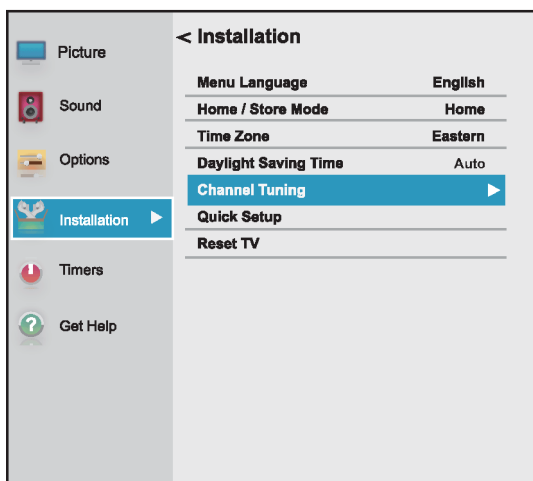 Picture
Sound
Options
Installation
Timers
Get Help
< Installation
Menu Language English
Home / Store Mode Home
Time Zone Eastern
Daylight Saving Time Auto
Channel Tuning
Quick Setup
Reset TV